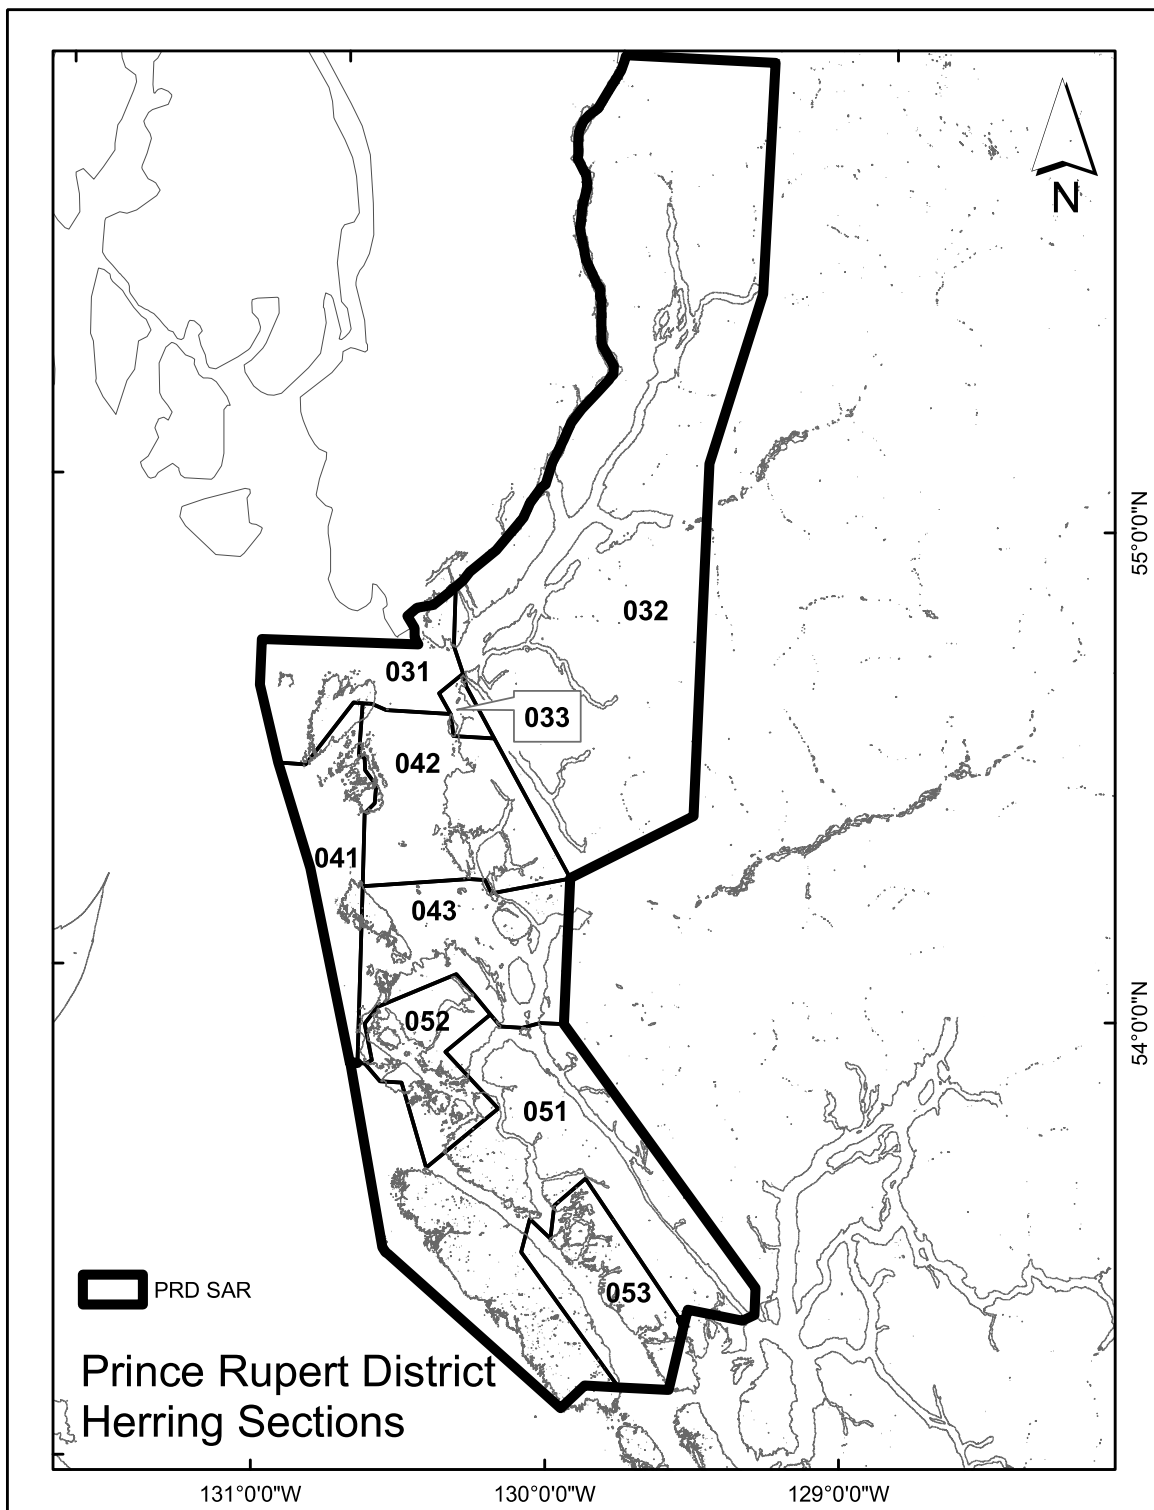 N
55°0'0"N
032
031
033
042
041
043
54°0'0"N
052
051
053
PRD SAR
Prince Rupert District
Herring Sections
131°0'0"W
130°0'0"W
129°0'0"W